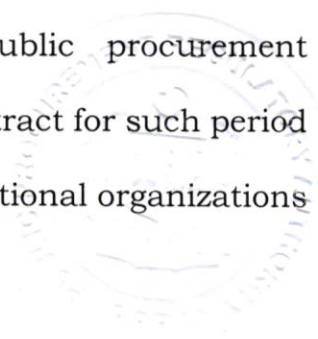 ublic procurement
tract for such period
tional organizations